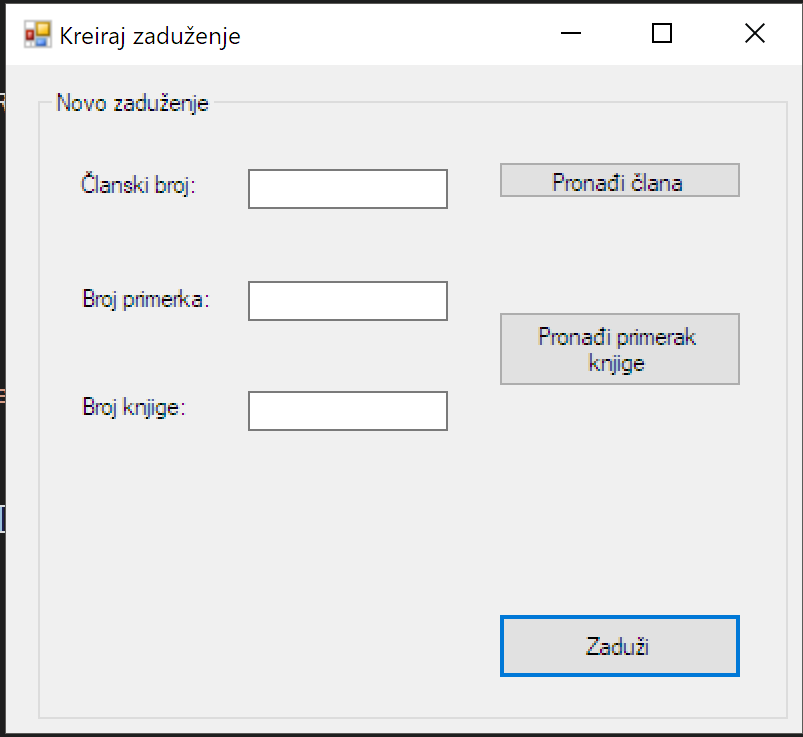 Kreiraj zaduženje
Novo zaduženje
Članski broj:
Pronađi člana
Broj primerka:
Pronađi primerak
knjige
Broj knjige:
Zaduži